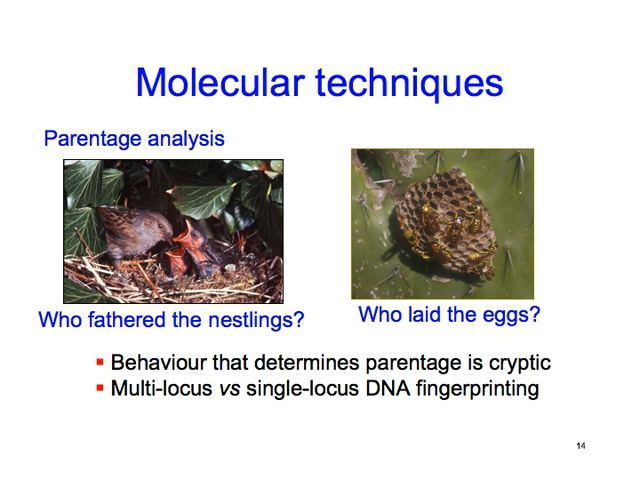 Molecular techniques
Parentage analysis
Who fathered the nestlings?
Who laid the eggs?
▪ Behaviour that determines parentage is cryptic
▪ Multi-locus vs single-locus DNA fingerprinting
14